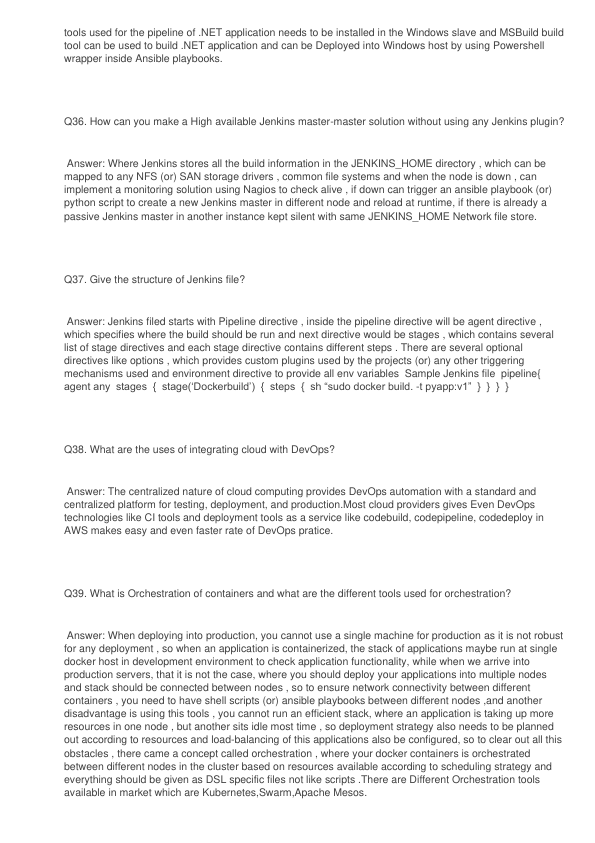 tools used for the pipeline of .NET application needs to be installed in the Windows slave and MSBuild build
tool can be used to build .NET application and can be Deployed into Windows host by using Powershell
wrapper inside Ansible playbooks.
Q36. How can you make a High available Jenkins master-master solution without using any Jenkins plugin?
Answer: Where Jenkins stores all the build information in the JENKINS_HOME directory , which can be
mapped to any NFS (or) SAN storage drivers , common file systems and when the node is down , can
implement a monitoring solution using Nagios to check alive , if down can trigger an ansible playbook (or)
python script to create a new Jenkins master in different node and reload at runtime, if there is already a
passive Jenkins master in another instance kept silent with same JENKINS_HOME Network file store.
Q37. Give the structure of Jenkins file?
Answer: Jenkins filed starts with Pipeline directive , inside the pipeline directive will be agent directive ,
which specifies where the build should be run and next directive would be stages , which contains several
list of stage directives and each stage directive contains different steps . There are several optional
directives like options , which provides custom plugins used by the projects (or) any other triggering
mechanisms used and environment directive to provide all env variables  Sample Jenkins file  pipeline{
agent any  stages  {  stage(‘Dockerbuild’)  {  steps  {  sh “sudo docker build. -t pyapp:v1”  }  }  }  }
Q38. What are the uses of integrating cloud with DevOps?
Answer: The centralized nature of cloud computing provides DevOps automation with a standard and
centralized platform for testing, deployment, and production.Most cloud providers gives Even DevOps
technologies like CI tools and deployment tools as a service like codebuild, codepipeline, codedeploy in
AWS makes easy and even faster rate of DevOps pratice.
Q39. What is Orchestration of containers and what are the different tools used for orchestration?
Answer: When deploying into production, you cannot use a single machine for production as it is not robust
for any deployment , so when an application is containerized, the stack of applications maybe run at single
docker host in development environment to check application functionality, while when we arrive into
production servers, that it is not the case, where you should deploy your applications into multiple nodes
and stack should be connected between nodes , so to ensure network connectivity between different
containers , you need to have shell scripts (or) ansible playbooks between different nodes ,and another
disadvantage is using this tools , you cannot run an efficient stack, where an application is taking up more
resources in one node , but another sits idle most time , so deployment strategy also needs to be planned
out according to resources and load-balancing of this applications also be configured, so to clear out all this
obstacles , there came a concept called orchestration , where your docker containers is orchestrated
between different nodes in the cluster based on resources available according to scheduling strategy and
everything should be given as DSL specific files not like scripts .There are Different Orchestration tools
available in market which are Kubernetes,Swarm,Apache Mesos.